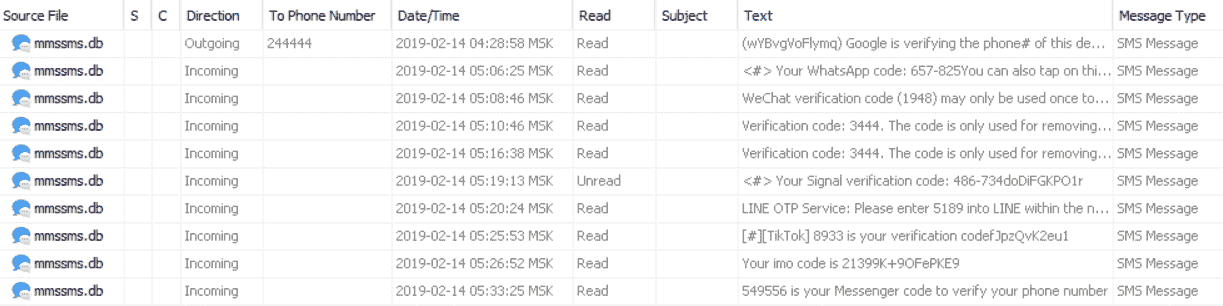 Source File S C Direction To Phone Number Date/Time Read Subject Text Message Type
mmssms.db Outgoing 244444 2019-02-14 04:28:58 MSK Read (wYBvgVoFlymq) Google is verifying the phone# of this de... SMS Message
mmssms.db Incoming 2019-02-14 05:06:25 MSK Read <#> Your WhatsApp code: 657-825You can also tap on thi... SMS Message
mmssms.db Incoming 2019-02-14 05:08:46 MSK Read WeChat verification code (1948) may only be used once to... SMS Message
mmssms.db Incoming 2019-02-14 05:10:46 MSK Read Verification code: 3444. The code is only used for removing... SMS Message
mmssms.db Incoming 2019-02-14 05:16:38 MSK Read Verification code: 3444. The code is only used for removing... SMS Message
mmssms.db Incoming 2019-02-14 05:19:13 MSK Unread <#> Your Signal verification code: 486-734doDiFGKPO1r SMS Message
mmssms.db Incoming 2019-02-14 05:20:24 MSK Read LINE OTP Service: Please enter 5189 into LINE within the n... SMS Message
mmssms.db Incoming 2019-02-14 05:25:53 MSK Read [#][TikTok] 8933 is your verification codefJpzQvK2eu1 SMS Message
mmssms.db Incoming 2019-02-14 05:26:52 MSK Read Your imo code is 21399K+9OFePKE9 SMS Message
mmssms.db Incoming 2019-02-14 05:33:25 MSK Read 549556 is your Messenger code to verify your phone number SMS Message